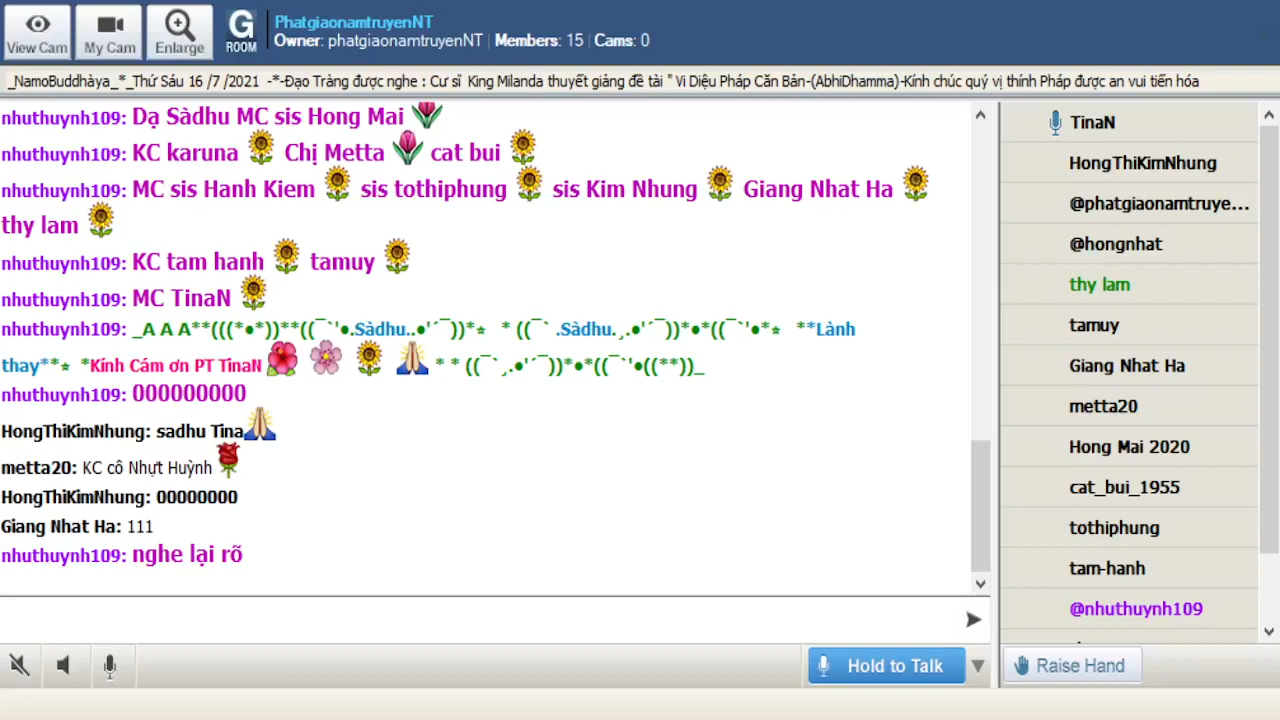 View Cam
My Cam
Enlarge
G
ROOM
PhatgiaonamtruyenNT
Owner: phatgiaonamtruyenNT | Members: 15 | Cams: 0
_NamoBuddhàya_*_Thứ Sáu 16 /7 /2021 -*-Đạo Tràng được nghe : Cư sĩ King Milanda thuyết giảng đề tài " Vi Diệu Pháp Căn Bản-(AbhiDhamma)-Kính chúc quý vị thính Pháp được an vui tiến hóa
nhuthuynh109: Dạ Sàdhu MC sis Hong Mai
nhuthuynh109: KC karuna Chị Metta cat bui
nhuthuynh109: MC sis Hanh Kiem sis tothiphung sis Kim Nhung Giang Nhat Ha
thy lam
nhuthuynh109: KC tam hanh tamuy
nhuthuynh109: MC TinaN
nhuthuynh109: _A A A**(((*●*))**((¯`'●.Sàdhu..●'´¯))*⭒ * ((¯` .Sàdhu.¸.●'´¯))*●*((¯`'●*⭒ **Lành
thay**⭒ *Kính Cám ơn PT TinaN * * ((¯`¸.●'´¯))*●*((¯`'●((**))_
nhuthuynh109: 000000000
HongThiKimNhung: sadhu Tina
metta20: KC cô Nhựt Huỳnh
HongThiKimNhung: 00000000
Giang Nhat Ha: 111
nhuthuynh109: nghe lại rõ
Hold to Talk
TinaN
HongThiKimNhung
@phatgiaonamtruye...
@hongnhat
thy lam
tamuy
Giang Nhat Ha
metta20
Hong Mai 2020
cat_bui_1955
tothiphung
tam-hanh
@nhuthuynh109
Raise Hand